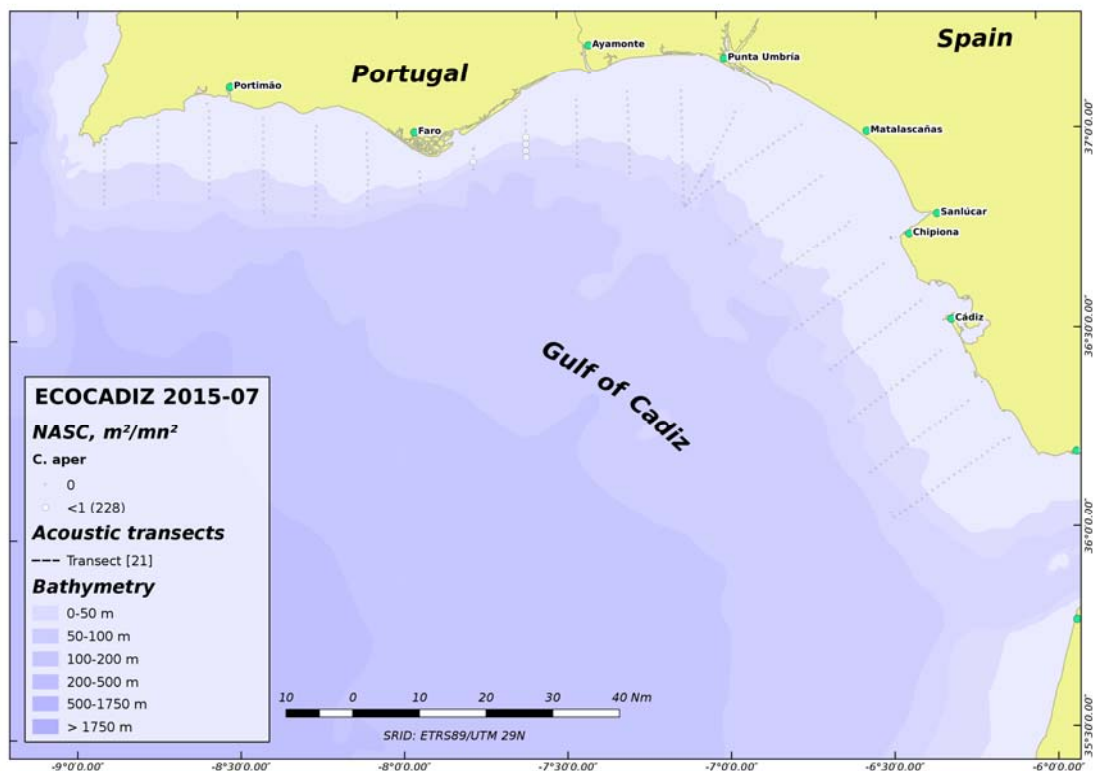 Spain
Ayamonte
Punta Umbría
Portugal
Portimão
Faro
Matalascañas
37°0'0.00"
Sanlúcar
Chipiona
Cádiz
36°30'0.00"
Gulf of Cadiz
ECOCADIZ 2015-07
NASC, m²/mn²
C. aper
0
<1 (228)
Acoustic transects
Transect [21]
Bathymetry
0-50 m
50-100 m
100-200 m
200-500 m
500-1750 m
> 1750 m
36°0'0.00"
10 0 10 20 30 40 Nm
SRID: ETRS89/UTM 29N
35°30'0.00"
-9°0'0.00" -8°30'0.00" -8°0'0.00" -7°30'0.00" -7°0'0.00" -6°30'0.00" -6°0'0.00"